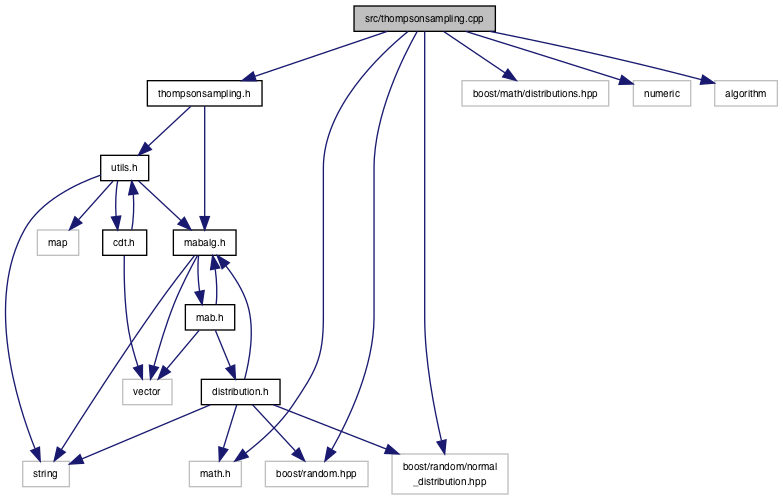 src/thompsonsampling.cpp
thompsonsampling.h
boost/math/distributions.hpp
numeric
algorithm
utils.h
map
cdt.h
mabalg.h
mab.h
vector
distribution.h
string
math.h
boost/random.hpp
boost/random/normal
_distribution.hpp